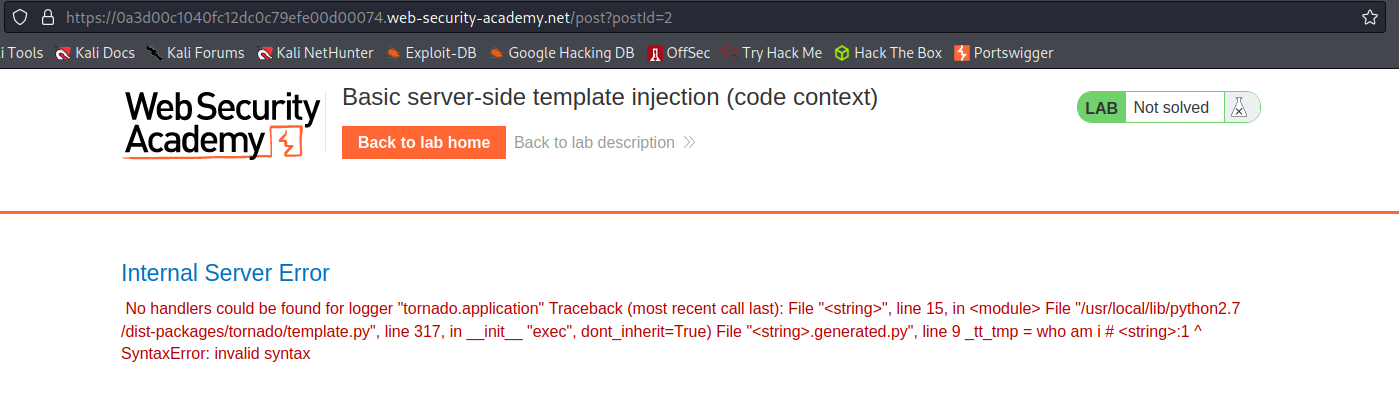 https://0a3d00c1040fc12dc0c79efe00d00074.web-security-academy.net/post?postId=2
i Tools Kali Docs Kali Forums Kali NetHunter Exploit-DB Google Hacking DB OffSec Try Hack Me Hack The Box Portswigger
Web Security Academy
Basic server-side template injection (code context)
Back to lab home Back to lab description
LAB Not solved
Internal Server Error
No handlers could be found for logger "tornado.application" Traceback (most recent call last): File "<string>", line 15, in <module> File "/usr/local/lib/python2.7
/dist-packages/tornado/template.py", line 317, in __init__ "exec", dont_inherit=True) File "<string>.generated.py", line 9 _tt_tmp = who am i # <string>:1 ^
SyntaxError: invalid syntax